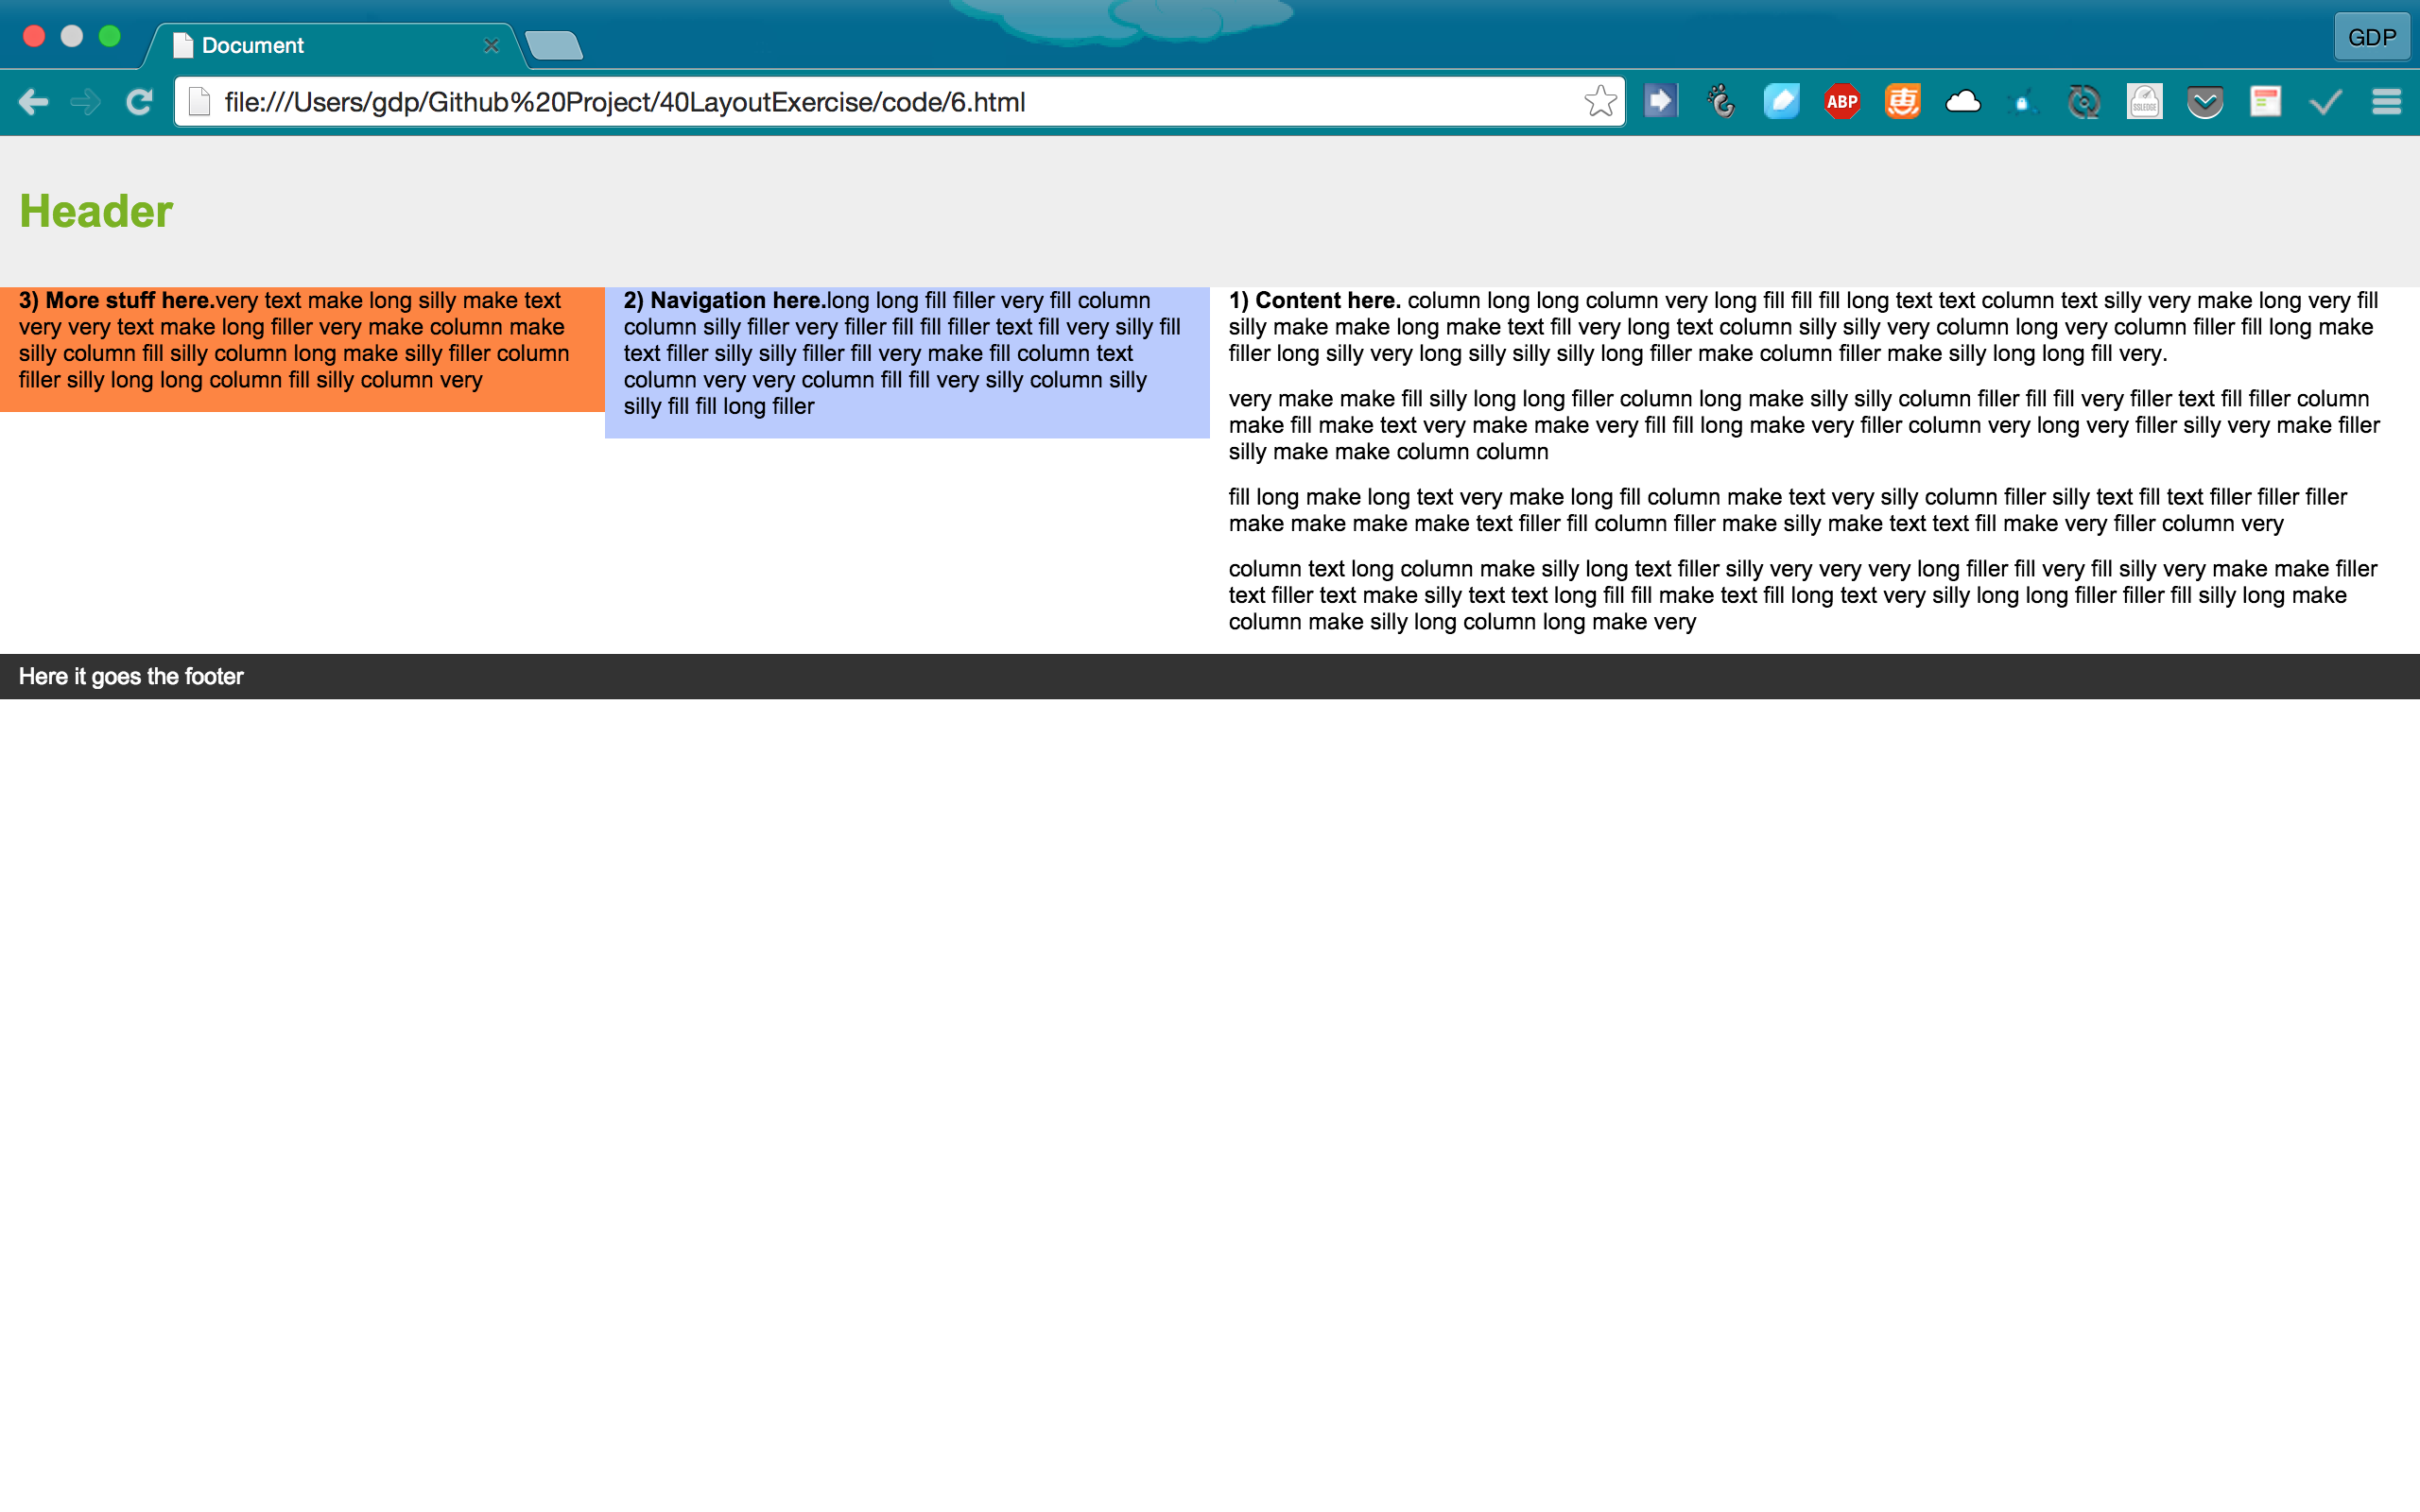 Document
GDP
file:///Users/gdp/Github%20Project/40LayoutExercise/code/6.html
ABP
惠
SSLEDGE
Header
3) More stuff here.very text make long silly make text
very very text make long filler very make column make
silly column fill silly column long make silly filler column
filler silly long long column fill silly column very
2) Navigation here.long long fill filler very fill column
column silly filler very filler fill fill filler text fill very silly fill
text filler silly silly filler fill very make fill column text
column very very column fill fill very silly column silly
silly fill fill long filler
1) Content here. column long long column very long fill fill fill long text text column text silly very make long very fill
silly make make long make text fill very long text column silly silly very column long very column filler fill long make
filler long silly very long silly silly silly long filler make column filler make silly long long fill very.
very make make fill silly long long filler column long make silly silly column filler fill fill very filler text fill filler column
make fill make text very make make very fill fill long make very filler column very long very filler silly very make filler
silly make make column column
fill long make long text very make long fill column make text very silly column filler silly text fill text filler filler filler
make make make make text filler fill column filler make silly make text text fill make very filler column very
column text long column make silly long text filler silly very very very long filler fill very fill silly very make make filler
text filler text make silly text text long fill fill make text fill long text very silly long long filler filler fill silly long make
column make silly long column long make very
Here it goes the footer